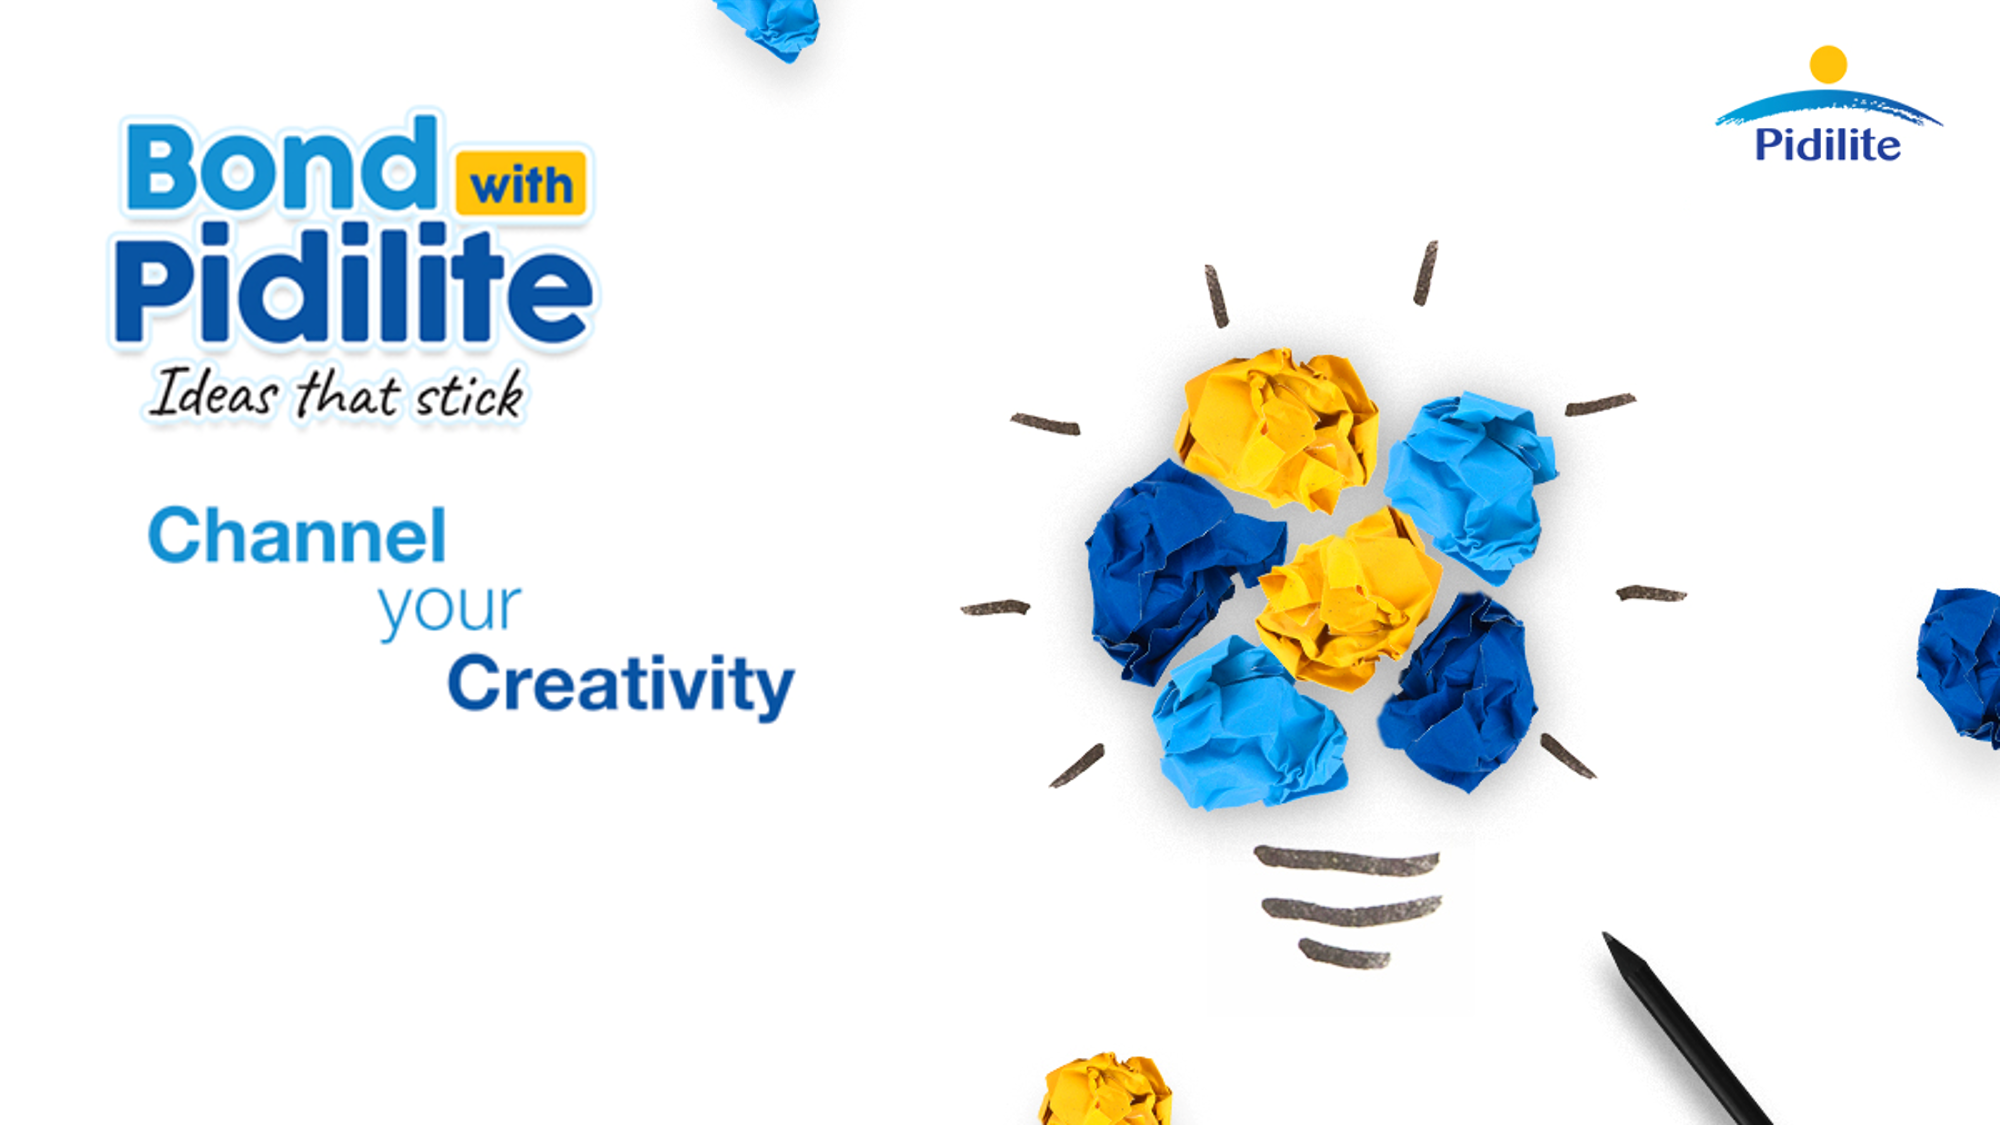 Bond with
Pidilite
Ideas that stick
Channel
your
Creativity
Pidilite